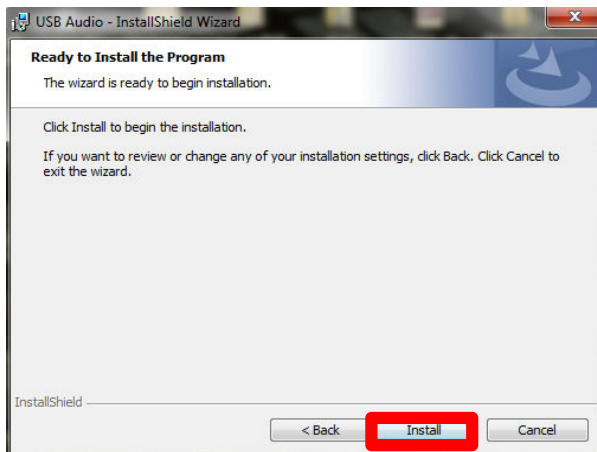 USB Audio - InstallShield Wizard
Ready to Install the Program
The wizard is ready to begin installation.
Click Install to begin the installation.
If you want to review or change any of your installation settings, click Back. Click Cancel to
exit the wizard.
InstallShield
< Back
Install
Cancel